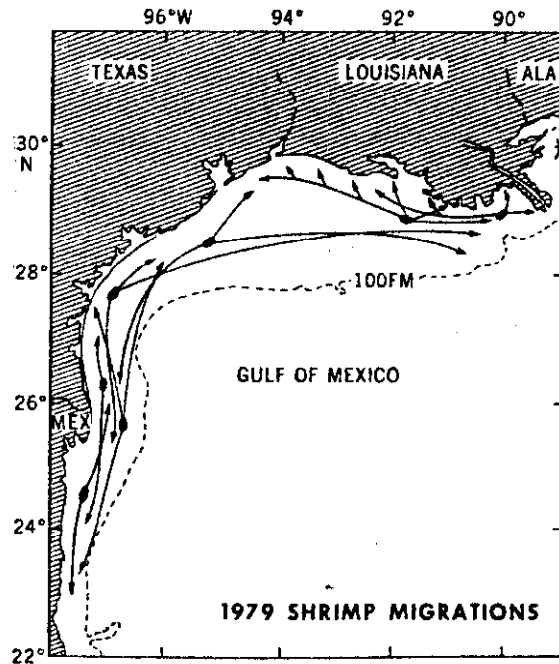 96°W 94° 92° 90°
TEXAS LOUISIANA ALA
30°
N
28°
100FM
GULF OF MEXICO
26°
MEX
24°
1979 SHRIMP MIGRATIONS
22°